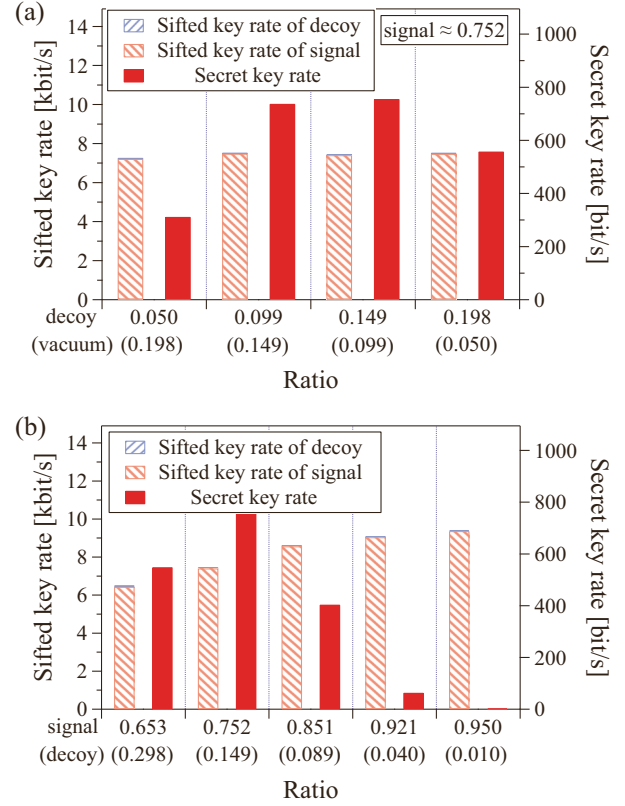 (a)
Sifted key rate of decoy
Sifted key rate of signal
Secret key rate
signal ≈ 0.752
Sifted key rate [kbit/s]
14
12
10
8
6
4
2
0
Secret key rate [bit/s]
1000
800
600
400
200
0
decoy 0.050 0.099 0.149 0.198
(vacuum) (0.198) (0.149) (0.099) (0.050)
Ratio
(b)
Sifted key rate of decoy
Sifted key rate of signal
Secret key rate
Sifted key rate [kbit/s]
14
12
10
8
6
4
2
0
Secret key rate [bit/s]
1000
800
600
400
200
0
signal 0.653 0.752 0.851 0.921 0.950
(decoy) (0.298) (0.149) (0.089) (0.040) (0.010)
Ratio